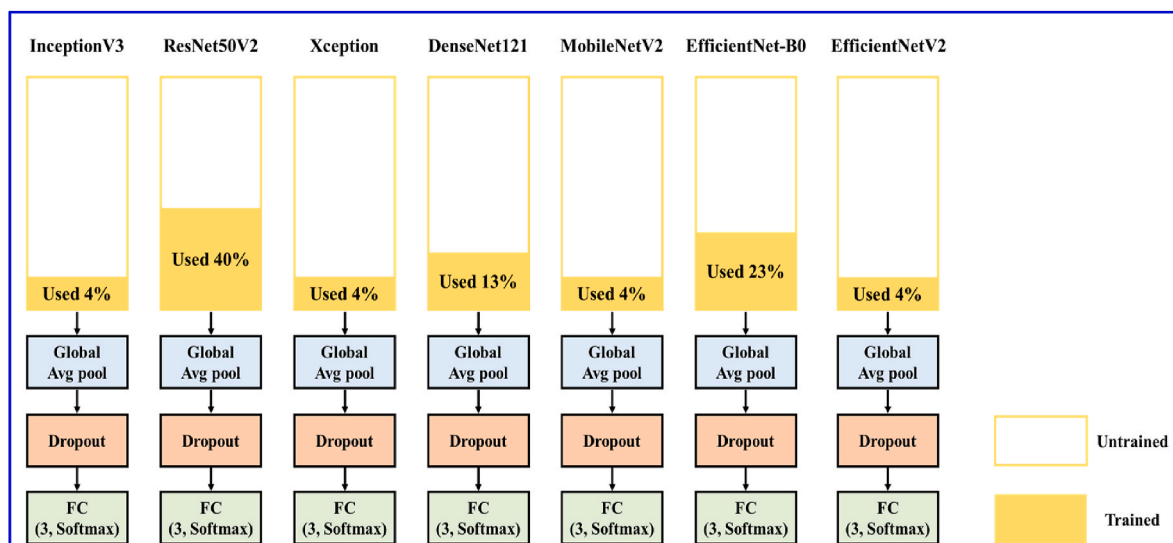 InceptionV3 ResNet50V2 Xception DenseNet121 MobileNetV2 EfficientNet-B0 EfficientNetV2
Used 4% Used 40% Used 4% Used 13% Used 4% Used 23% Used 4%
Global Global Global Global Global Global Global
Avg pool Avg pool Avg pool Avg pool Avg pool Avg pool Avg pool
Dropout Dropout Dropout Dropout Dropout Dropout Dropout
Untrained
FC FC FC FC FC FC FC
(3, Softmax) (3, Softmax) (3, Softmax) (3, Softmax) (3, Softmax) (3, Softmax) (3, Softmax)
Trained